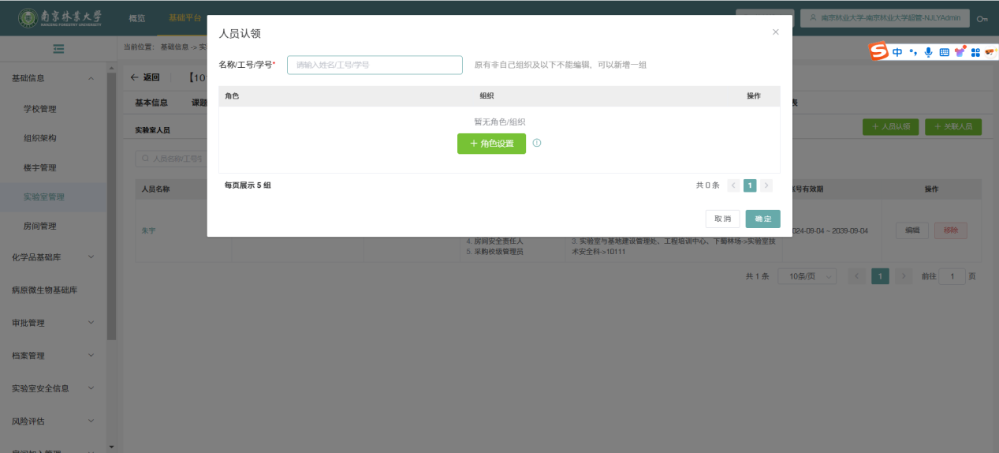 南京林业大学
NANJING FORESTRY UNIVERSITY
概览
基础平台
南京林业大学-南京林业大学超管-NJLYAdmin
当前位置： 基础信息 -> 实
中
基础信息
学校管理
组织架构
楼宇管理
实验室管理
房间管理
化学品基础库
病原微生物基础库
审批管理
档案管理
实验室安全信息
风险评估
← 返回
【10
基本信息
课题
表
实验室人员
+ 人员认领
+ 关联人员
人员名称/工号/
人员认领
×
名称/工号/学号*
请输入姓名/工号/学号
原有非自己组织及以下不能编辑，可以新增一组
角色
组织
操作
暂无角色/组织
+ 角色设置
每页展示 5 组
共 0 条
< 1 >
取消
确定
人员名称
账号有效期
操作
朱宇
4. 房间安全责任人
5. 采购校级管理员
3. 实验室与基地建设管理处、工程培训中心、下蜀林场->实验室技
术安全科->10111
024-09-04 ~ 2039-09-04
编辑
移除
共 1 条
10条/页
< 1 >
前往
1
页